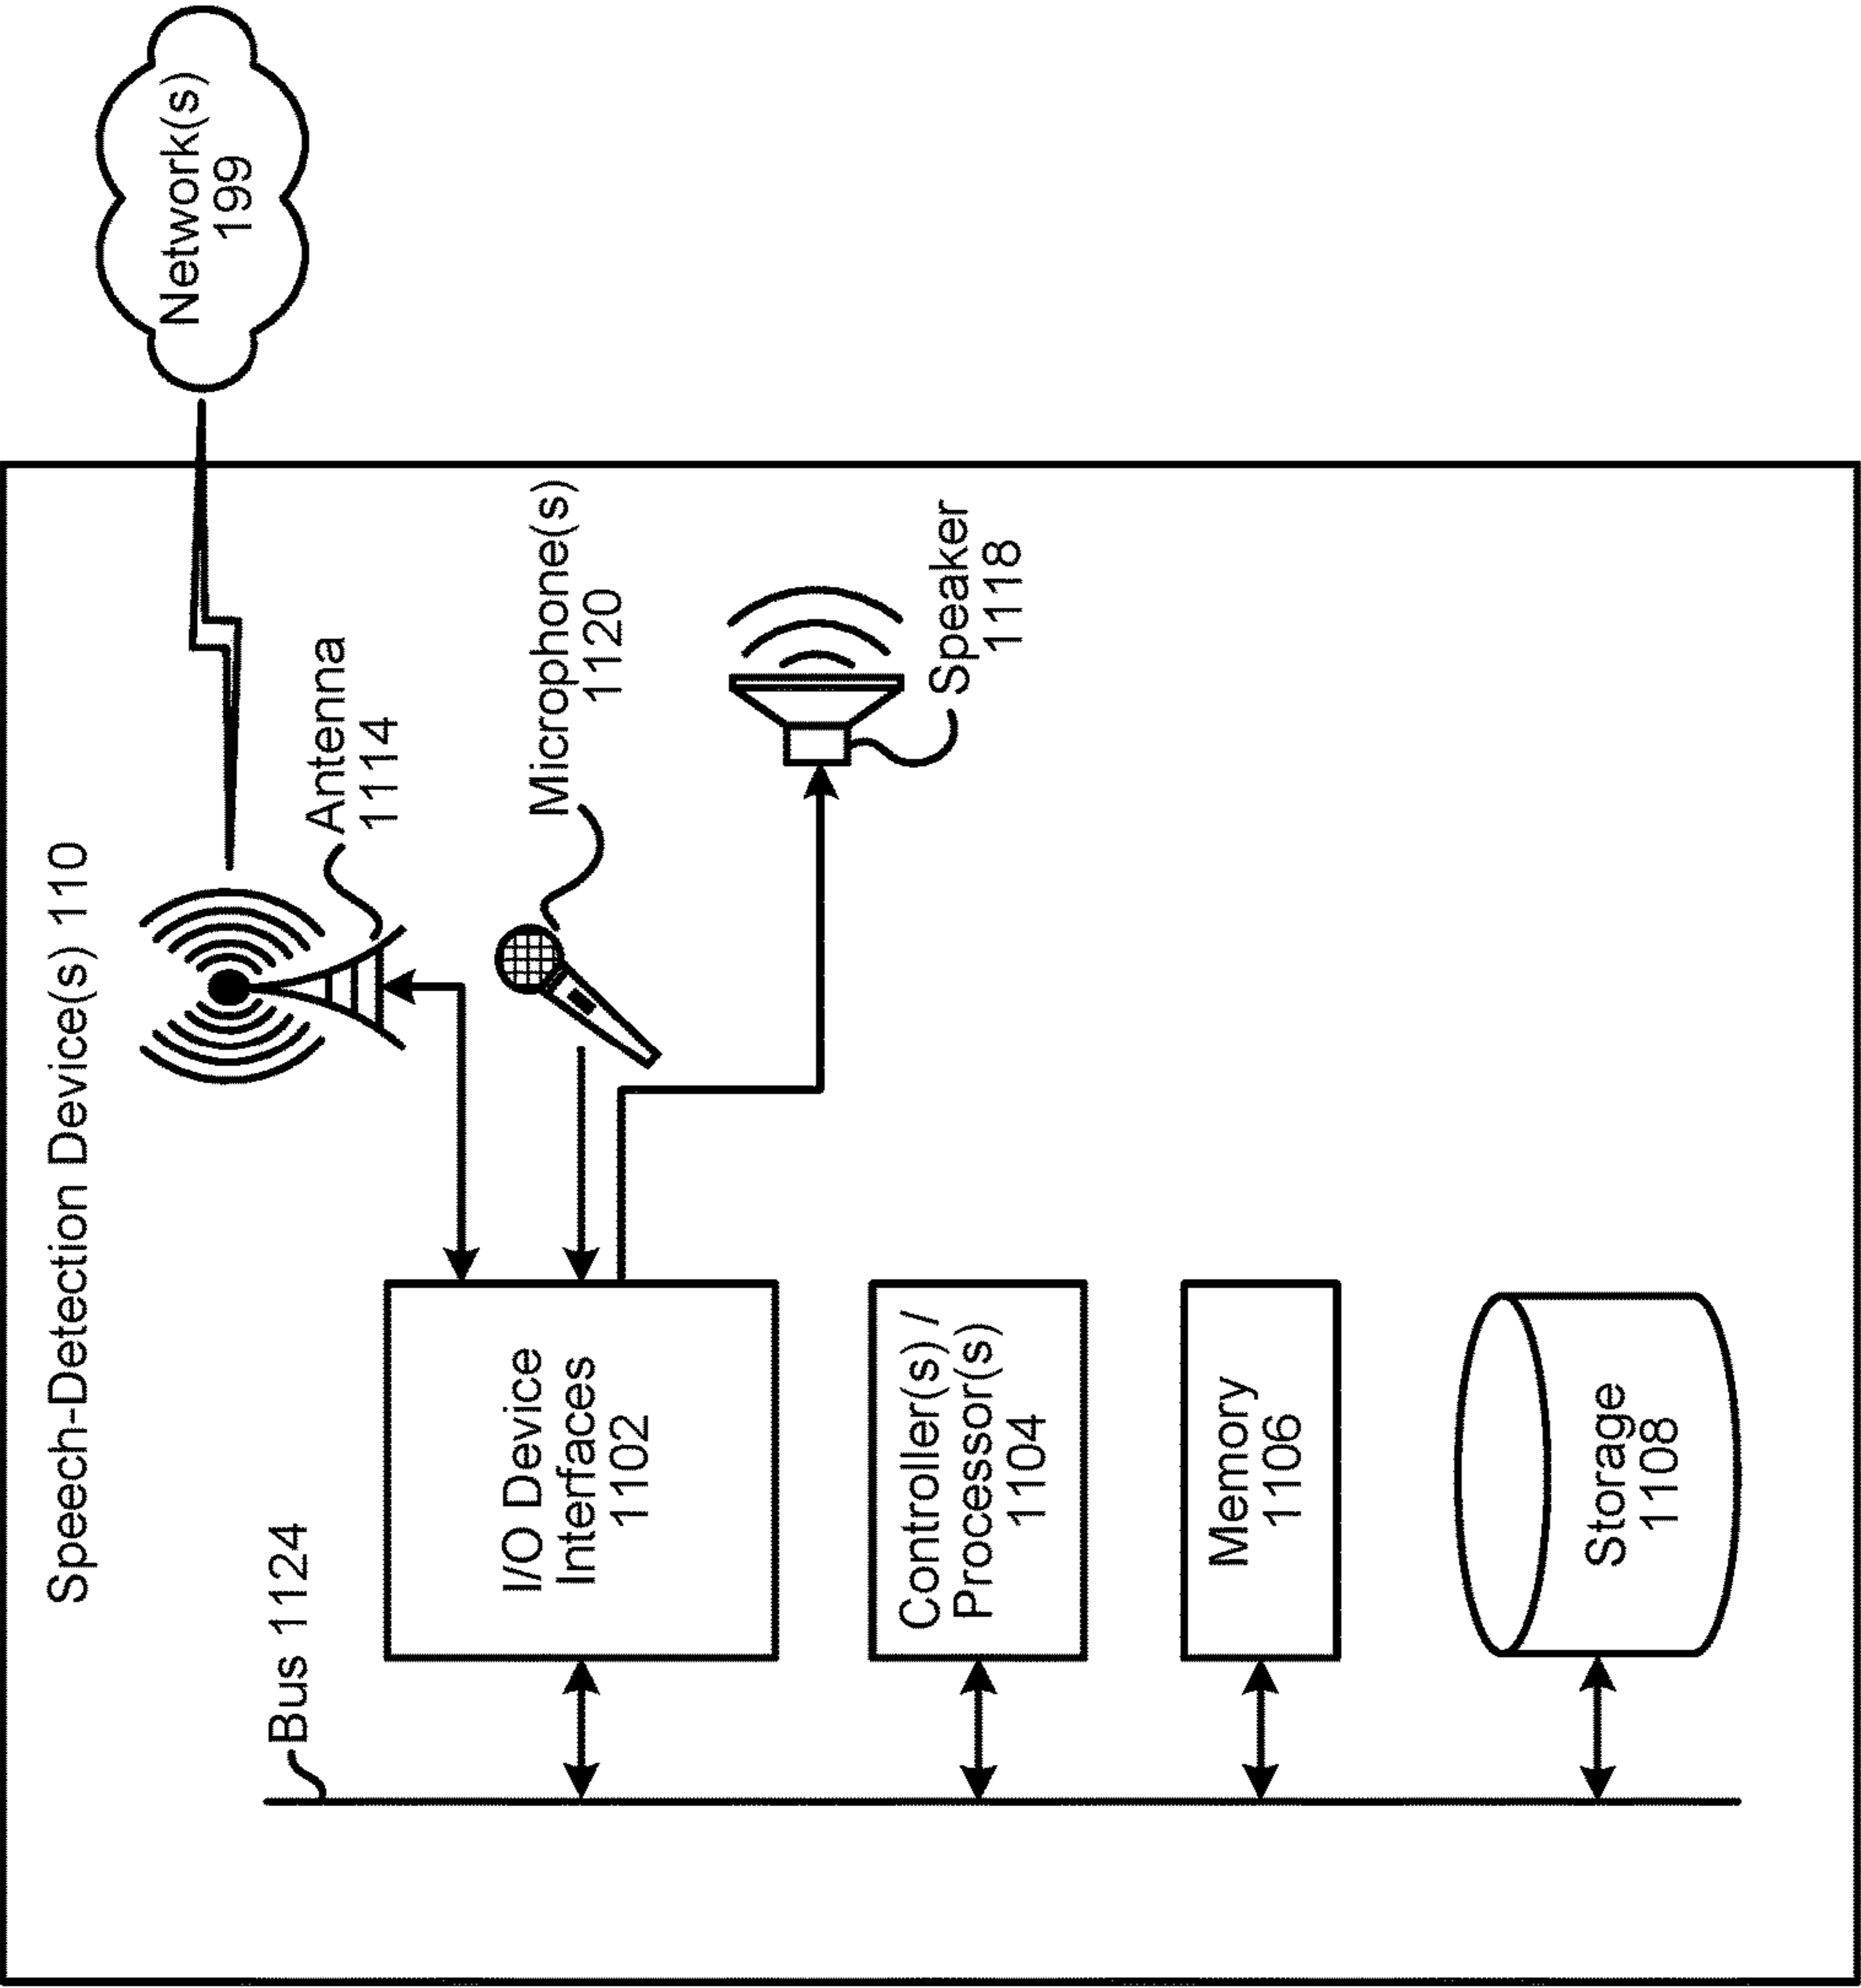 Speech-Detection Device(s) 110
Network(s)
199
Bus 1124
Antenna
1114
I/O Device
Interfaces
1102
Microphone(s)
1120
Speaker
1118
Controller(s) /
Processor(s)
1104
Memory
1106
Storage
1108